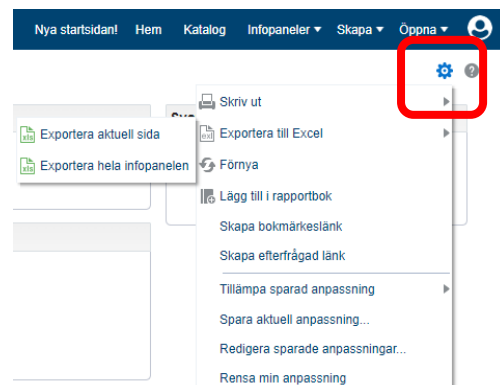 Nya startsidan! Hem Katalog Infopaneler Skapa Öppna
Skriv ut
Exportera till Excel
Exportera aktuell sida
Exportera hela infopanelen
Förnya
Lägg till i rapportbok
Skapa bokmärkeslänk
Skapa efterfrågad länk
Tillämpa sparad anpassning
Spara aktuell anpassning...
Redigera sparade anpassningar...
Rensa min anpassning